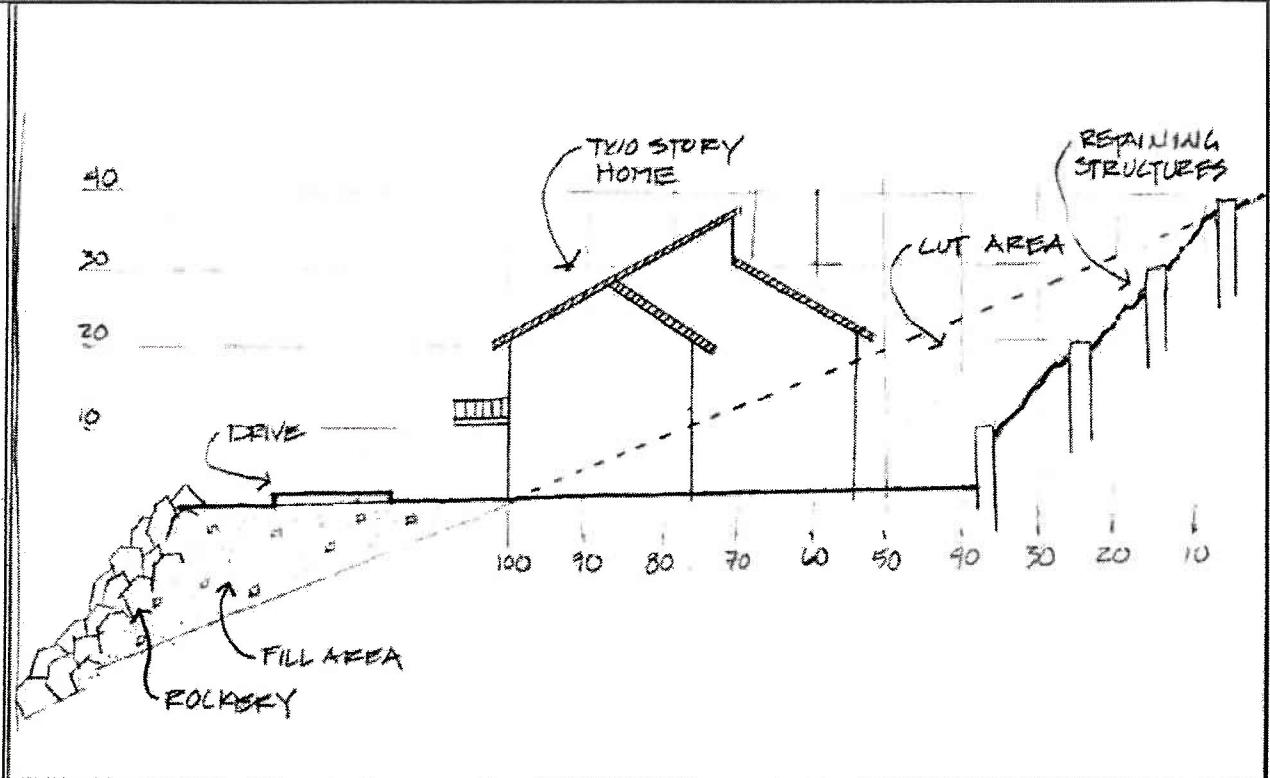 TWO STORY
HOME
RETAINING
STRUCTURES
40
CUT AREA
30
20
10
DRIVE
100 90 80 70 60 50 40 30 20 10
FILL AREA
ROCKERY